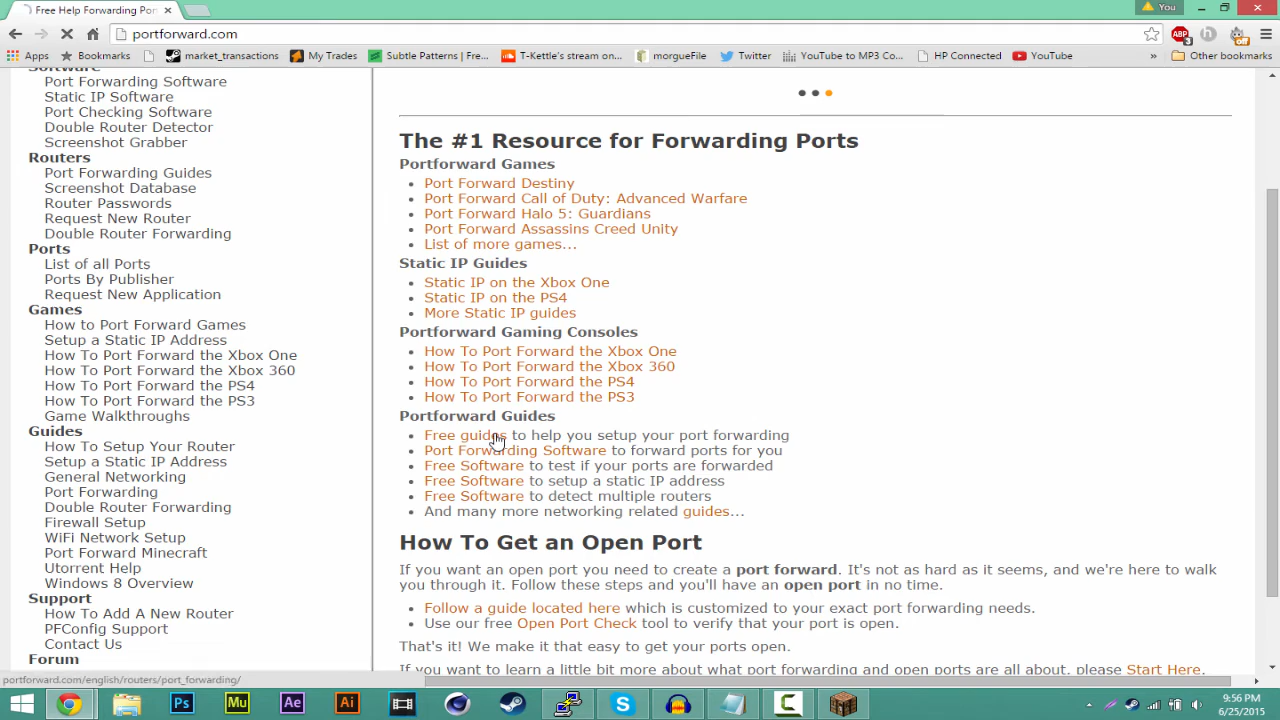 Free Help Forwarding Por
You
portforward.com
Apps
Bookmarks
market_transactions
My Trades
Subtle Patterns | Fre...
T-Kettle's stream on...
morgueFile
Twitter
YouTube to MP3 Co...
HP Connected
YouTube
»
Other bookmarks
ABP
3
off
Software
Port Forwarding Software
Static IP Software
Port Checking Software
Double Router Detector
Screenshot Grabber
Routers
Port Forwarding Guides
Screenshot Database
Router Passwords
Request New Router
Double Router Forwarding
Ports
List of all Ports
Ports By Publisher
Request New Application
Games
How to Port Forward Games
Setup a Static IP Address
How To Port Forward the Xbox One
How To Port Forward the Xbox 360
How To Port Forward the PS4
How To Port Forward the PS3
Game Walkthroughs
Guides
How To Setup Your Router
Setup a Static IP Address
General Networking
Port Forwarding
Double Router Forwarding
Firewall Setup
WiFi Network Setup
Port Forward Minecraft
Utorrent Help
Windows 8 Overview
Support
How To Add A New Router
PFConfig Support
Contact Us
Forum
The #1 Resource for Forwarding Ports
Portforward Games
Port Forward Destiny
Port Forward Call of Duty: Advanced Warfare
Port Forward Halo 5: Guardians
Port Forward Assassins Creed Unity
List of more games...
Static IP Guides
Static IP on the Xbox One
Static IP on the PS4
More Static IP guides
Portforward Gaming Consoles
How To Port Forward the Xbox One
How To Port Forward the Xbox 360
How To Port Forward the PS4
How To Port Forward the PS3
Portforward Guides
Free guides to help you setup your port forwarding
Port Forwarding Software to forward ports for you
Free Software to test if your ports are forwarded
Free Software to setup a static IP address
Free Software to detect multiple routers
And many more networking related guides...
How To Get an Open Port
If you want an open port you need to create a port forward. It's not as hard as it seems, and we're here to walk
you through it. Follow these steps and you'll have an open port in no time.
Follow a guide located here which is customized to your exact port forwarding needs.
Use our free Open Port Check tool to verify that your port is open.
That's it! We make it that easy to get your ports open.
If you want to learn a little bit more about what port forwarding and open ports are all about, please Start Here.
portforward.com/english/routers/port_forwarding/
Ps
Mu
Ae
Ai
9:56 PM
6/25/2015